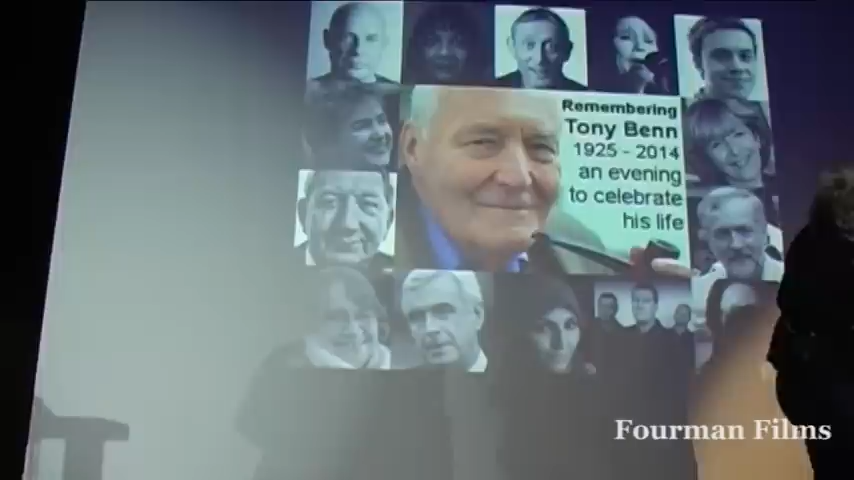 Remembering
Tony Benn
1925 - 2014
an evening
to celebrate
his life
Fourman Films